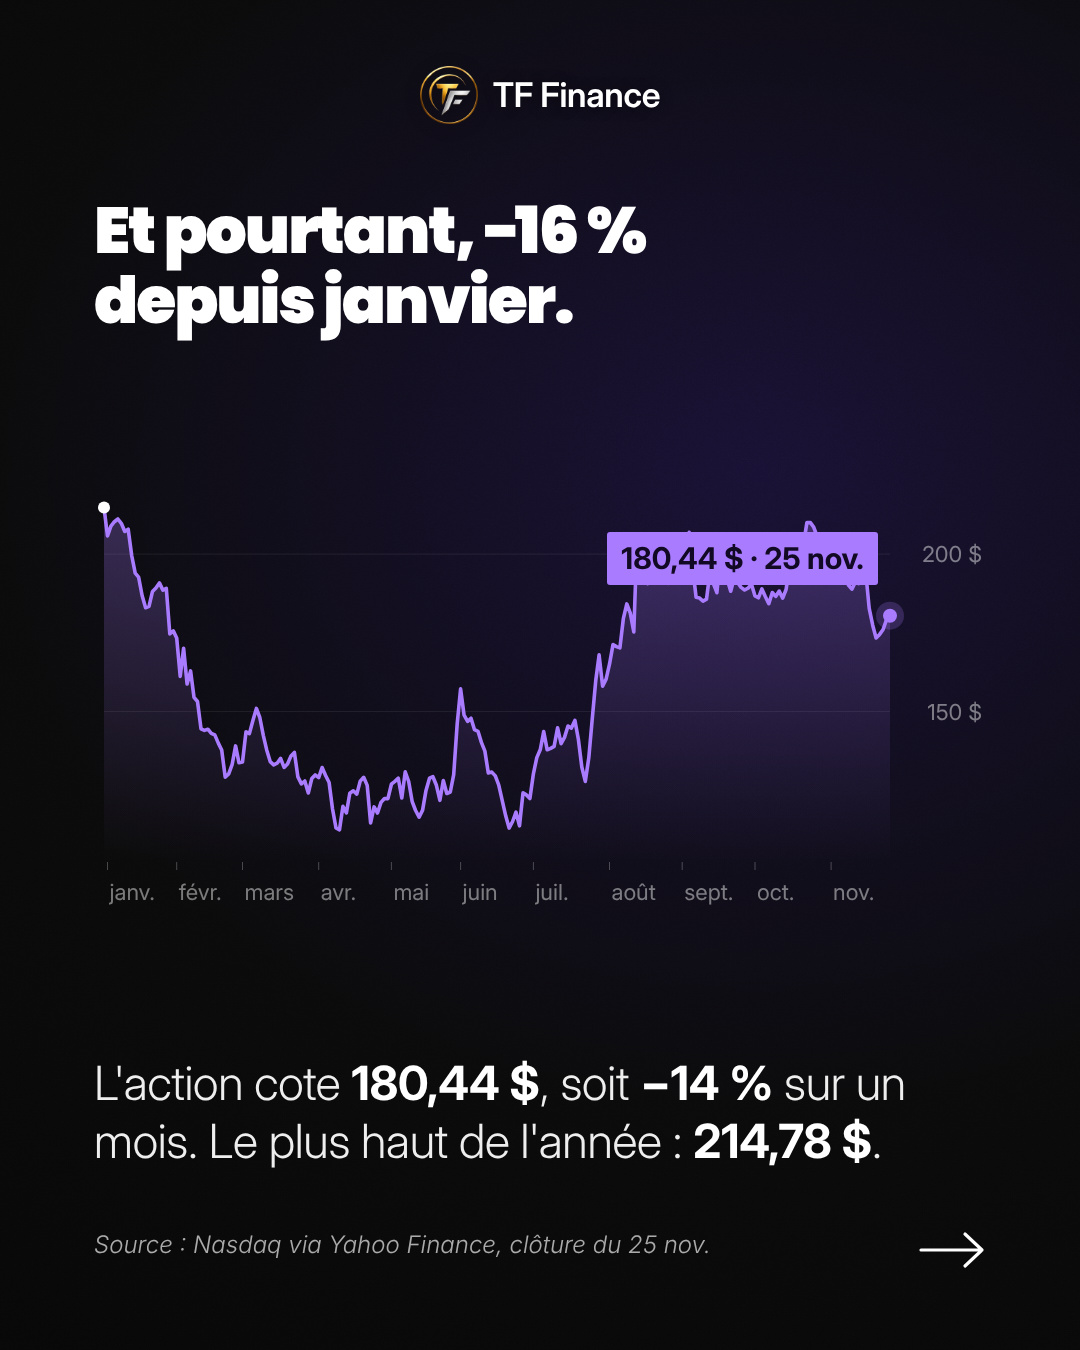 TF Finance
Et pourtant, −16 %
depuis janvier.
180,44 $ · 25 nov.
200 $
150 $
janv. févr. mars avr. mai juin juil. août sept. oct. nov.
L'action cote 180,44 $, soit −14 % sur un
mois. Le plus haut de l'année : 214,78 $.
Source : Nasdaq via Yahoo Finance, clôture du 25 nov.